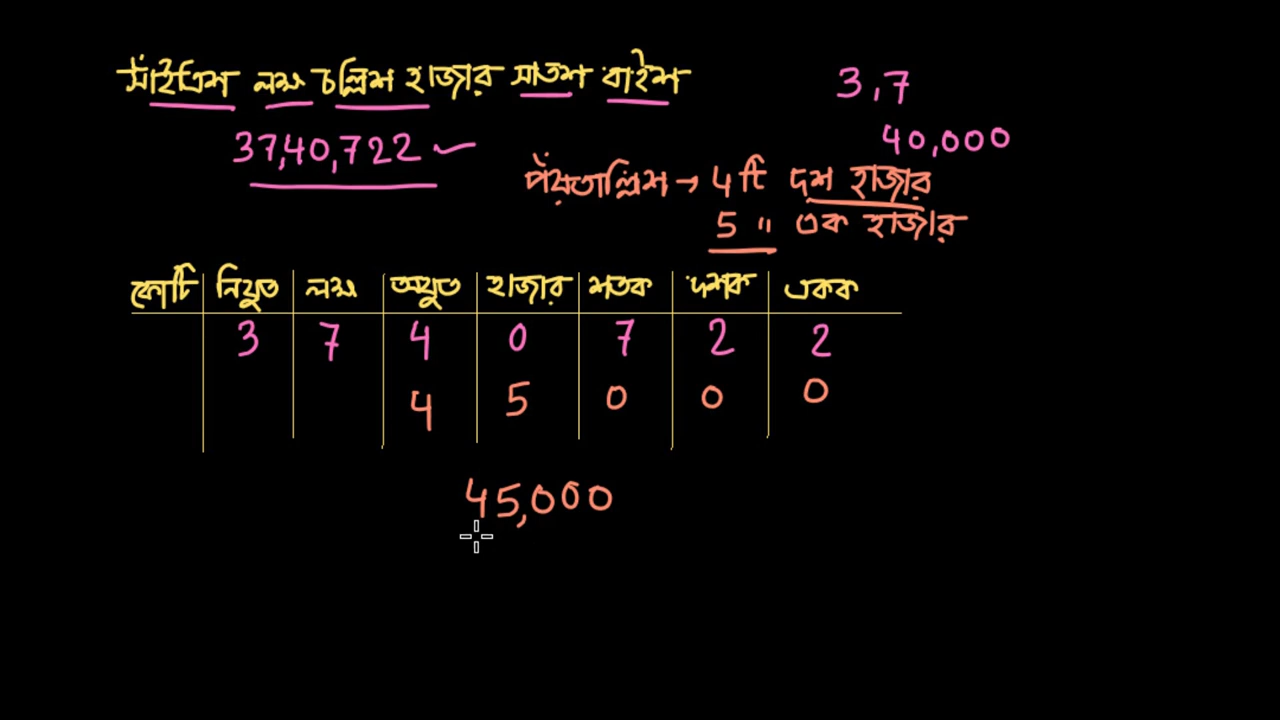 সাঁইত্রিশ লক্ষ চল্লিশ হাজার সাতশ বাইশ
3,7
37,40,722
40,000
পঁয়তাল্লিশ → 4টি দশ হাজার
5 " এক হাজার
কোটি নিযুত লক্ষ অযুত হাজার শতক দশক একক
3 7 4 0 7 2 2
4 5 0 0 0
45,000